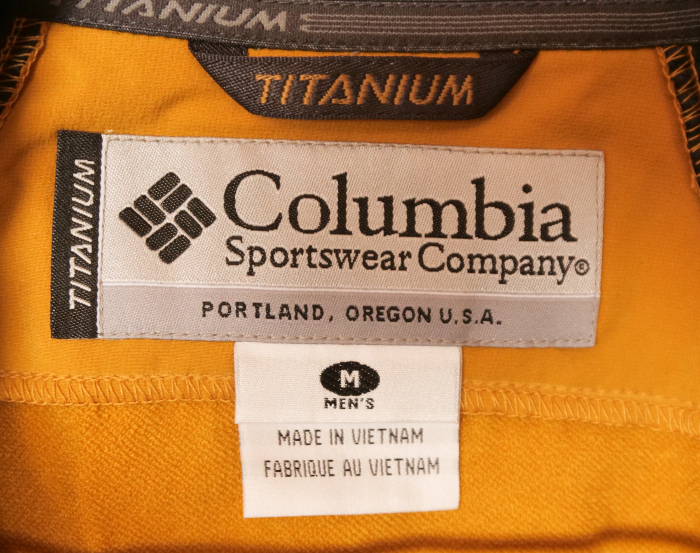 TITANIUM
TITANIUM
TITANIUM
Columbia
Sportswear Company®
PORTLAND, OREGON U.S.A.
M
MEN'S
MADE IN VIETNAM
FABRIQUE AU VIETNAM